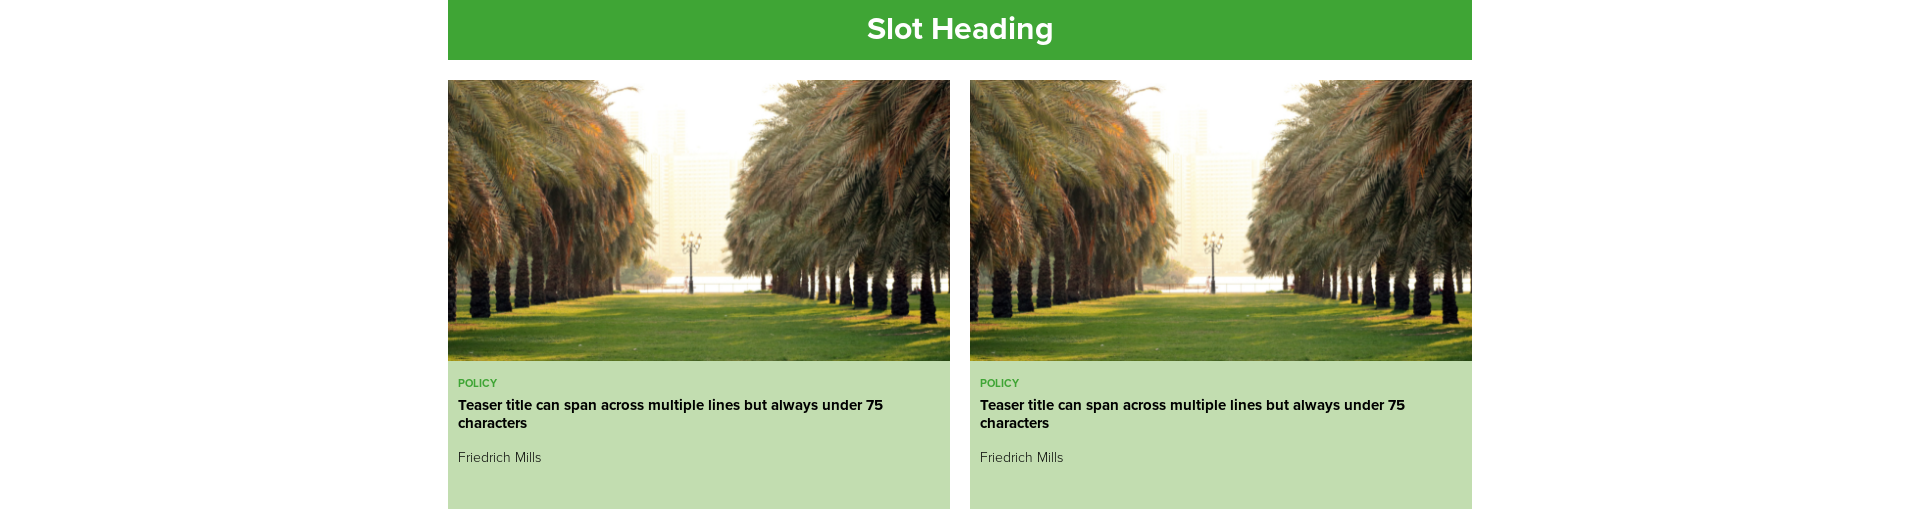 Slot Heading
POLICY
Teaser title can span across multiple lines but always under 75
characters
Friedrich Mills
POLICY
Teaser title can span across multiple lines but always under 75
characters
Friedrich Mills